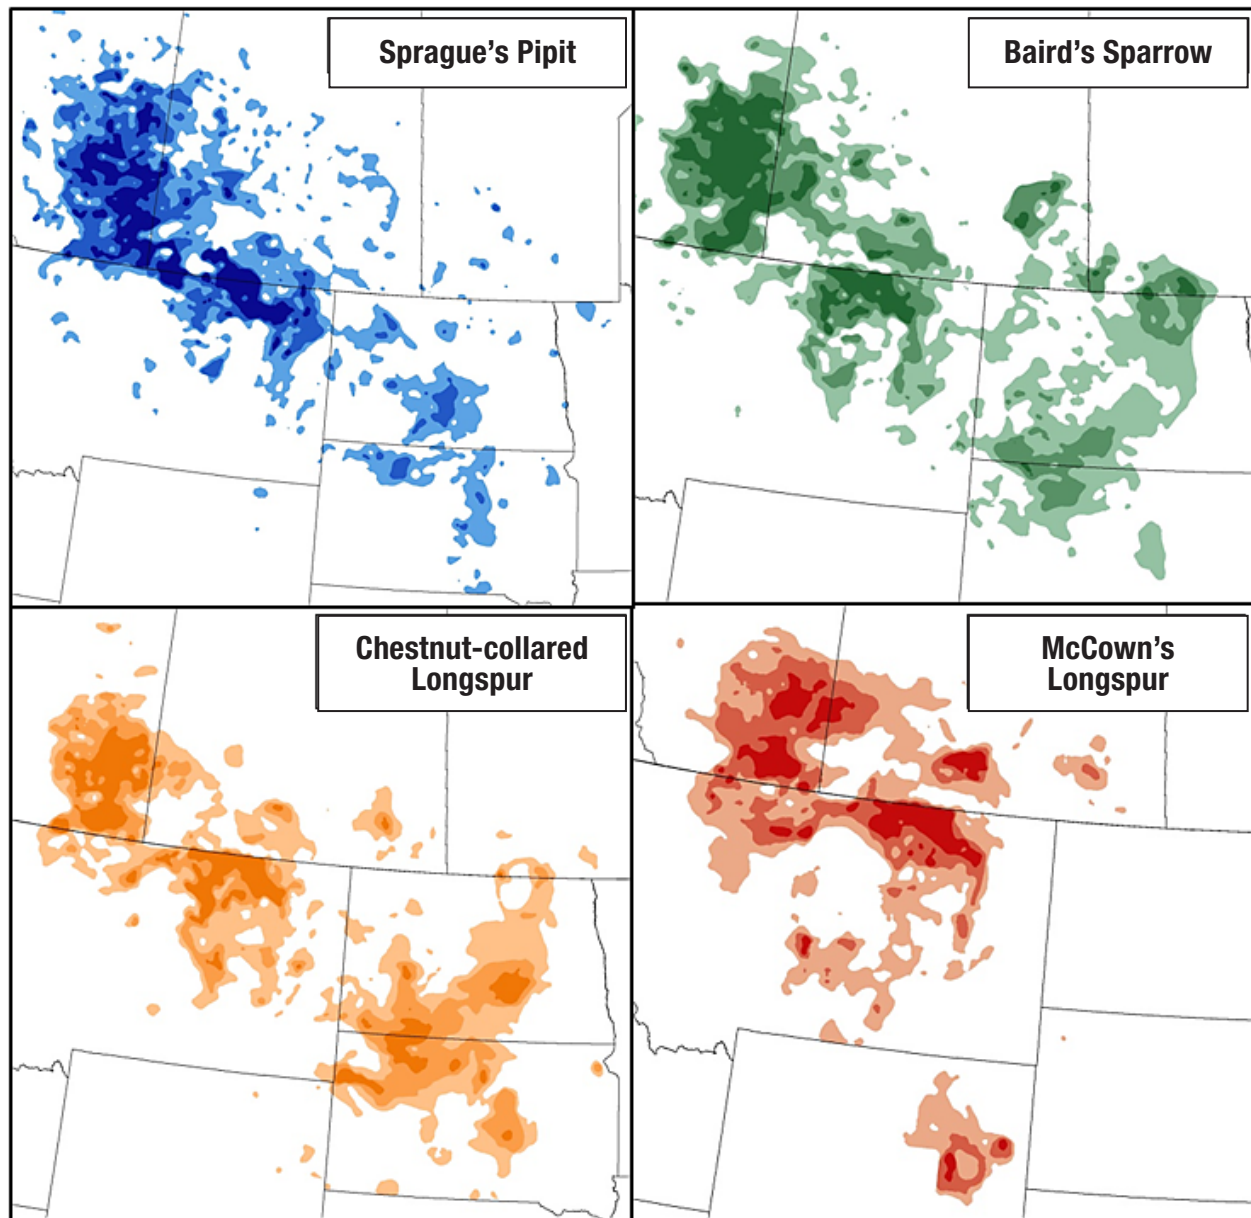 Sprague’s Pipit
Baird’s Sparrow
Chestnut-collared
Longspur
McCown’s
Longspur